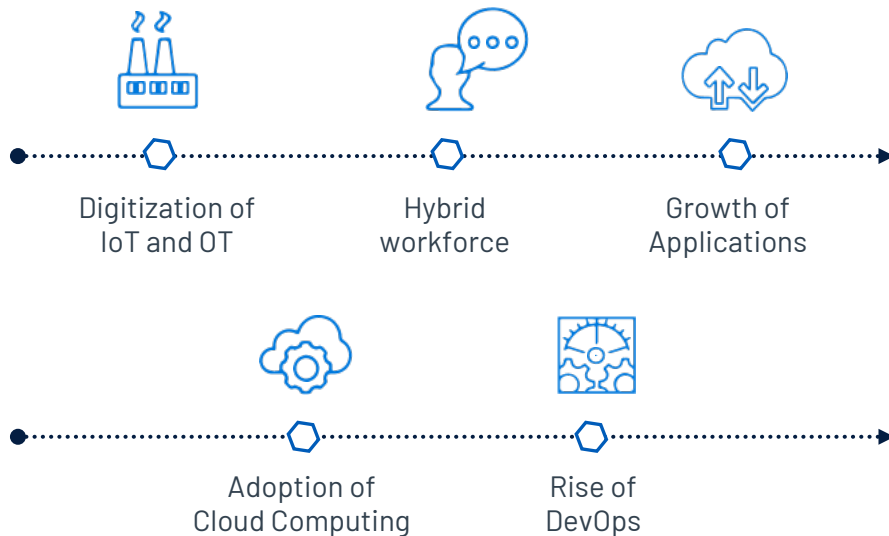 Digitization of
IoT and OT
Hybrid
workforce
Growth of
Applications
Adoption of
Cloud Computing
Rise of
DevOps